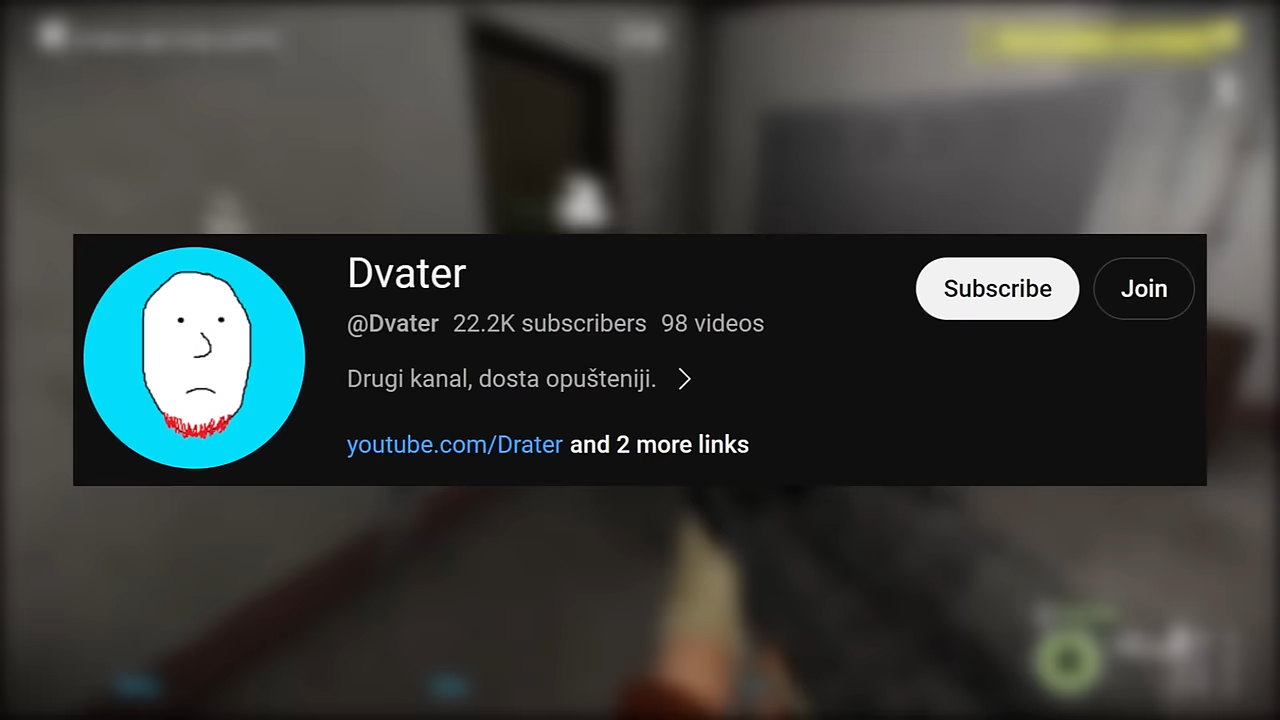 Dvater
@Dvater 22.2K subscribers 98 videos
Subscribe
Join
Drugi kanal, dosta opušteniji.
youtube.com/Drater and 2 more links